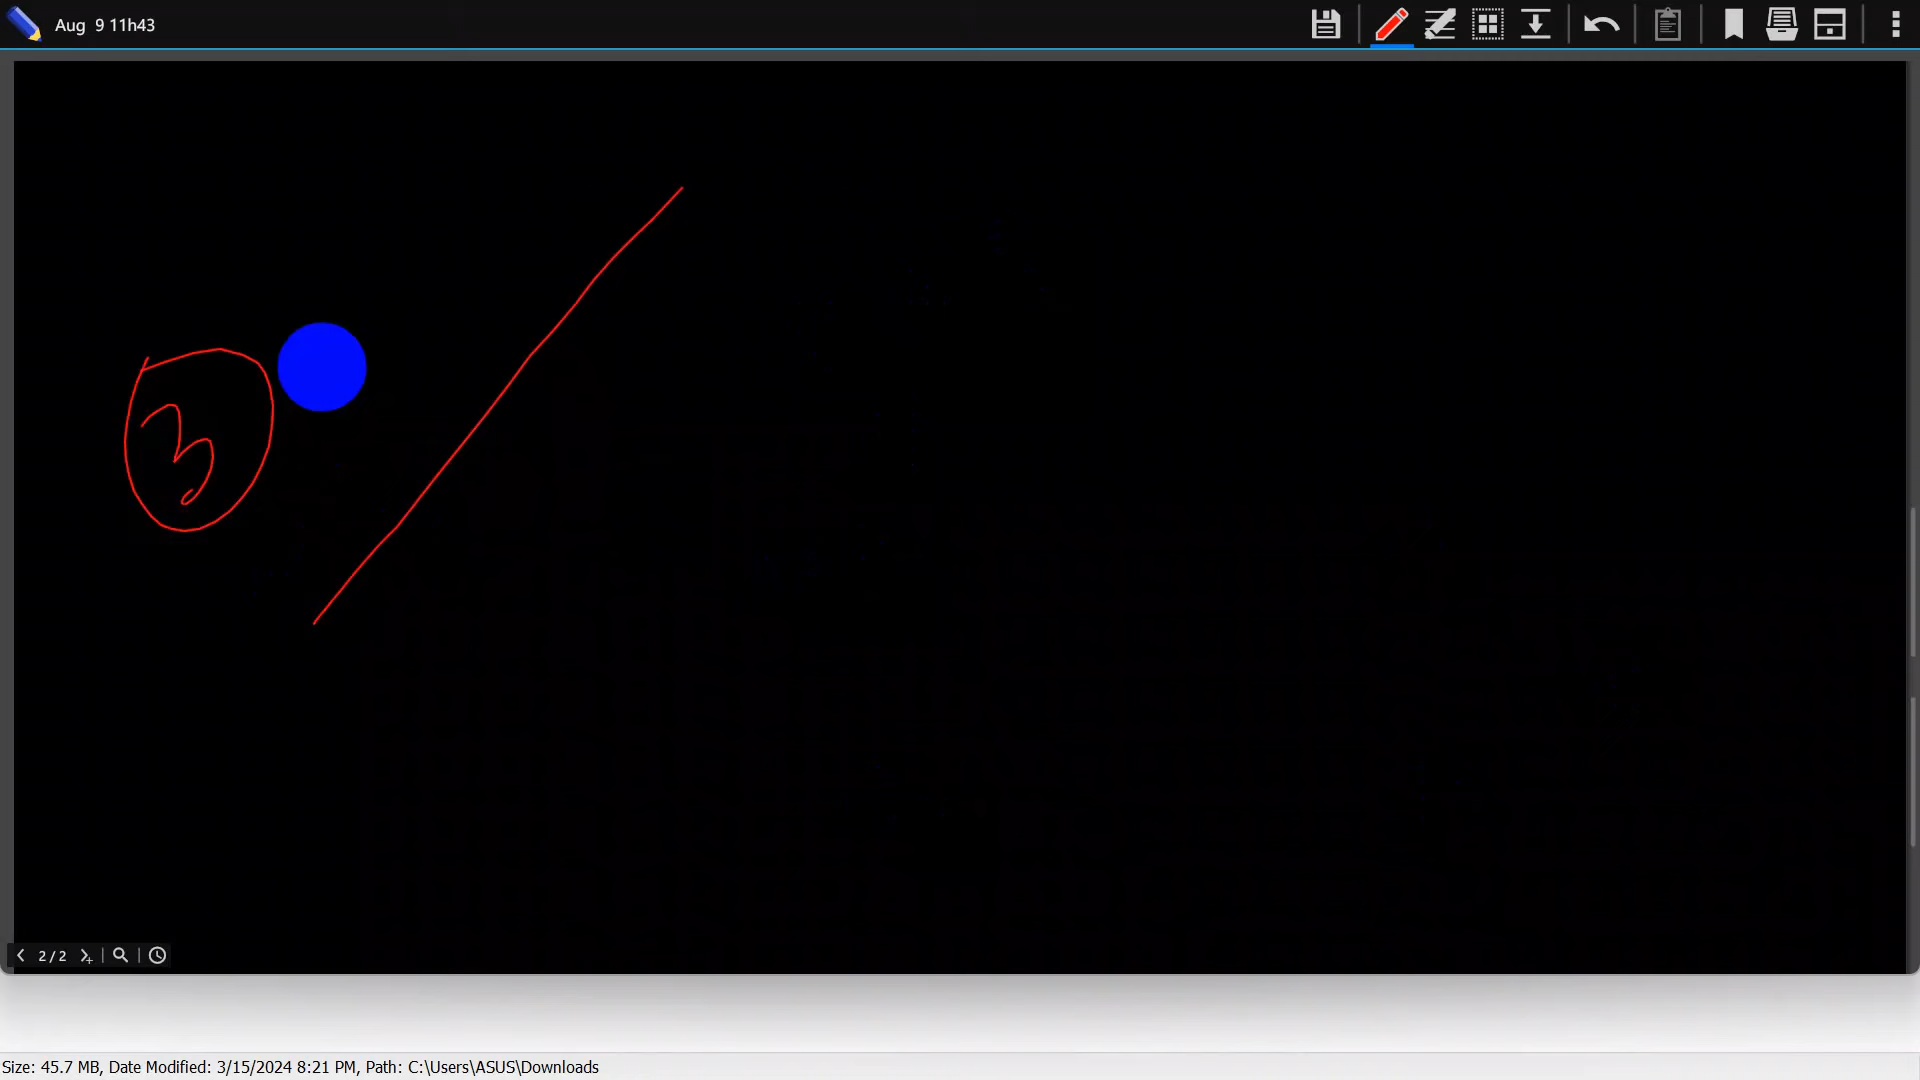 Aug 9 11h43
3
2/2
Size: 45.7 MB, Date Modified: 3/15/2024 8:21 PM, Path: C:\Users\ASUS\Downloads